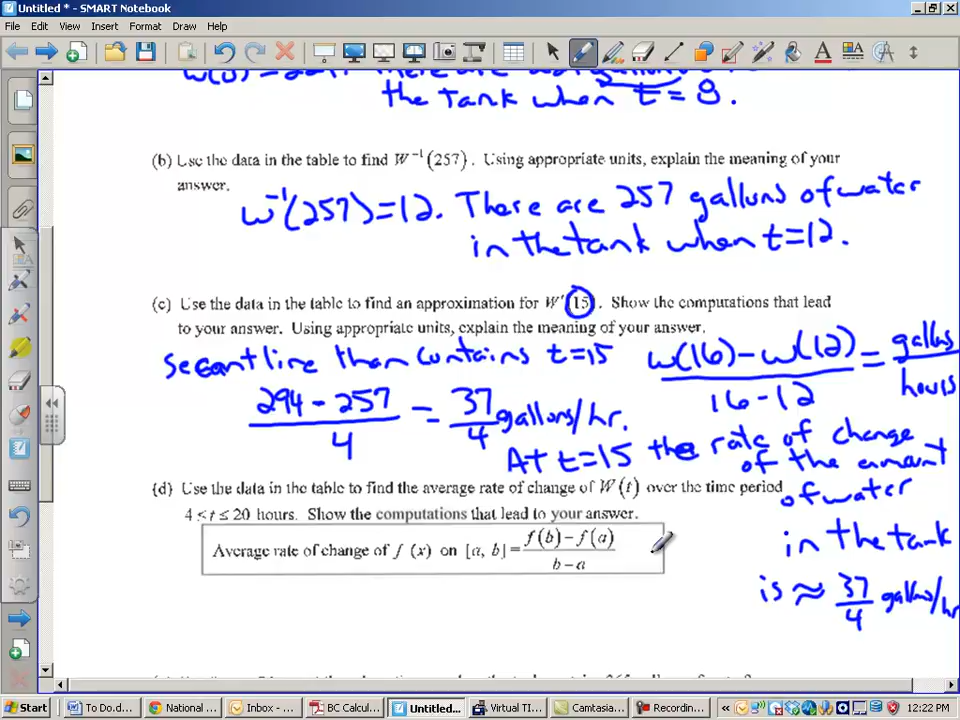 Untitled * - SMART Notebook
File Edit View Insert Format Draw Help
the tank when t = 8.
(b) Use the data in the table to find W⁻¹(257). Using appropriate units, explain the meaning of your
answer.
W⁻¹(257) = 12. There are 257 gallons of water
in the tank when t = 12.
(c) Use the data in the table to find an approximation for W'(15). Show the computations that lead
to your answer. Using appropriate units, explain the meaning of your answer.
secant line than contains t = 15
W(16) - W(12) / 16 - 12 = gallons / hours
294 - 257 / 4 = 37/4 gallons/hr.
At t = 15 the rate of change
of the amount
of water
in the tank
is ≈ 37/4 gallons/hr
(d) Use the data in the table to find the average rate of change of W(t) over the time period
4 ≤ t ≤ 20 hours. Show the computations that lead to your answer.
Average rate of change of f (x) on [a, b] = f(b) – f(a) / b – a
Start To Do.d... National ... Inbox - ... BC Calcu... Untitled... Virtual TI... Camtasia... Recording... 12:22 PM